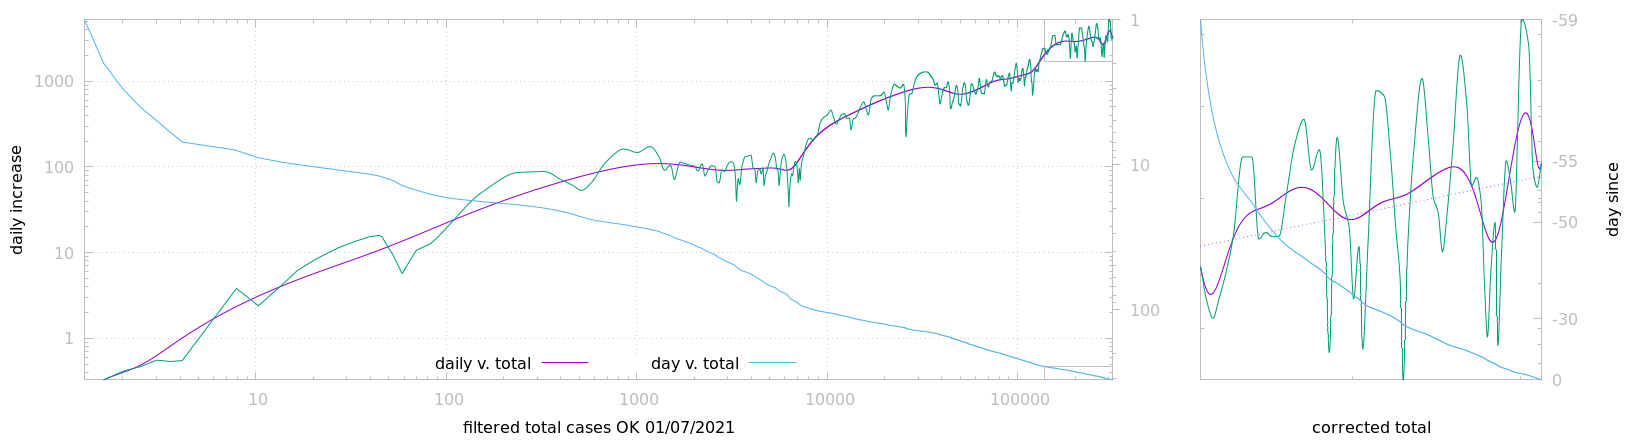 daily increase
1000
100
10
1
10
100
1000
10000
100000
filtered total cases OK 01/07/2021
daily v. total
day v. total
1
10
100
corrected total
-59
-55
-50
-30
0
day since